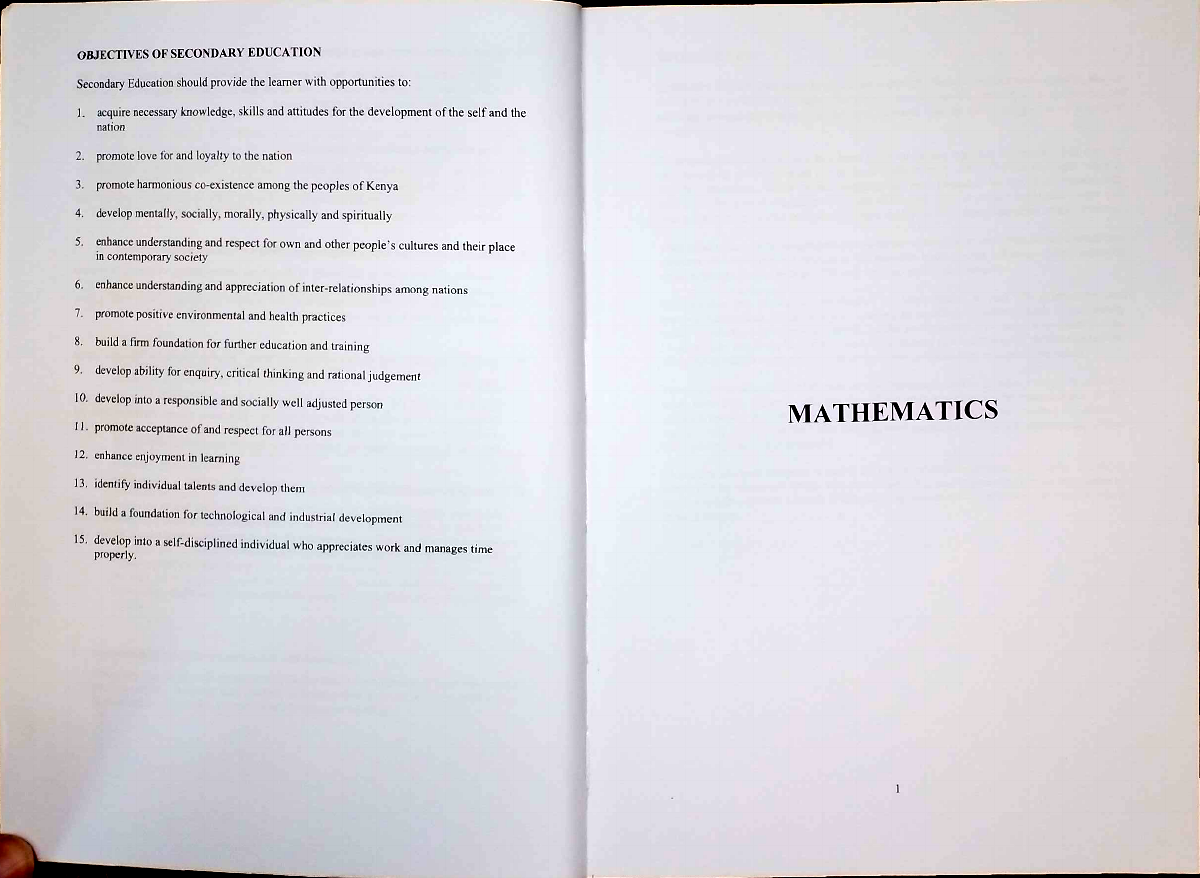 OBJECTIVES OF SECONDARY EDUCATION
Secondary Education should provide the learner with opportunities to:
1. acquire necessary knowledge, skills and attitudes for the development of the self and the
nation
2. promote love for and loyalty to the nation
3. promote harmonious co-existence among the peoples of Kenya
4. develop mentally, socially, morally, physically and spiritually
5. enhance understanding and respect for own and other people's cultures and their place
in contemporary society
6. enhance understanding and appreciation of inter-relationships among nations
7. promote positive environmental and health practices
8. build a firm foundation for further education and training
9. develop ability for enquiry, critical thinking and rational judgement
10. develop into a responsible and socially well adjusted person
11. promote acceptance of and respect for all persons
12. enhance enjoyment in learning
13. identify individual talents and develop them
14. build a foundation for technological and industrial development
15. develop into a self-disciplined individual who appreciates work and manages time
properly.
MATHEMATICS
1